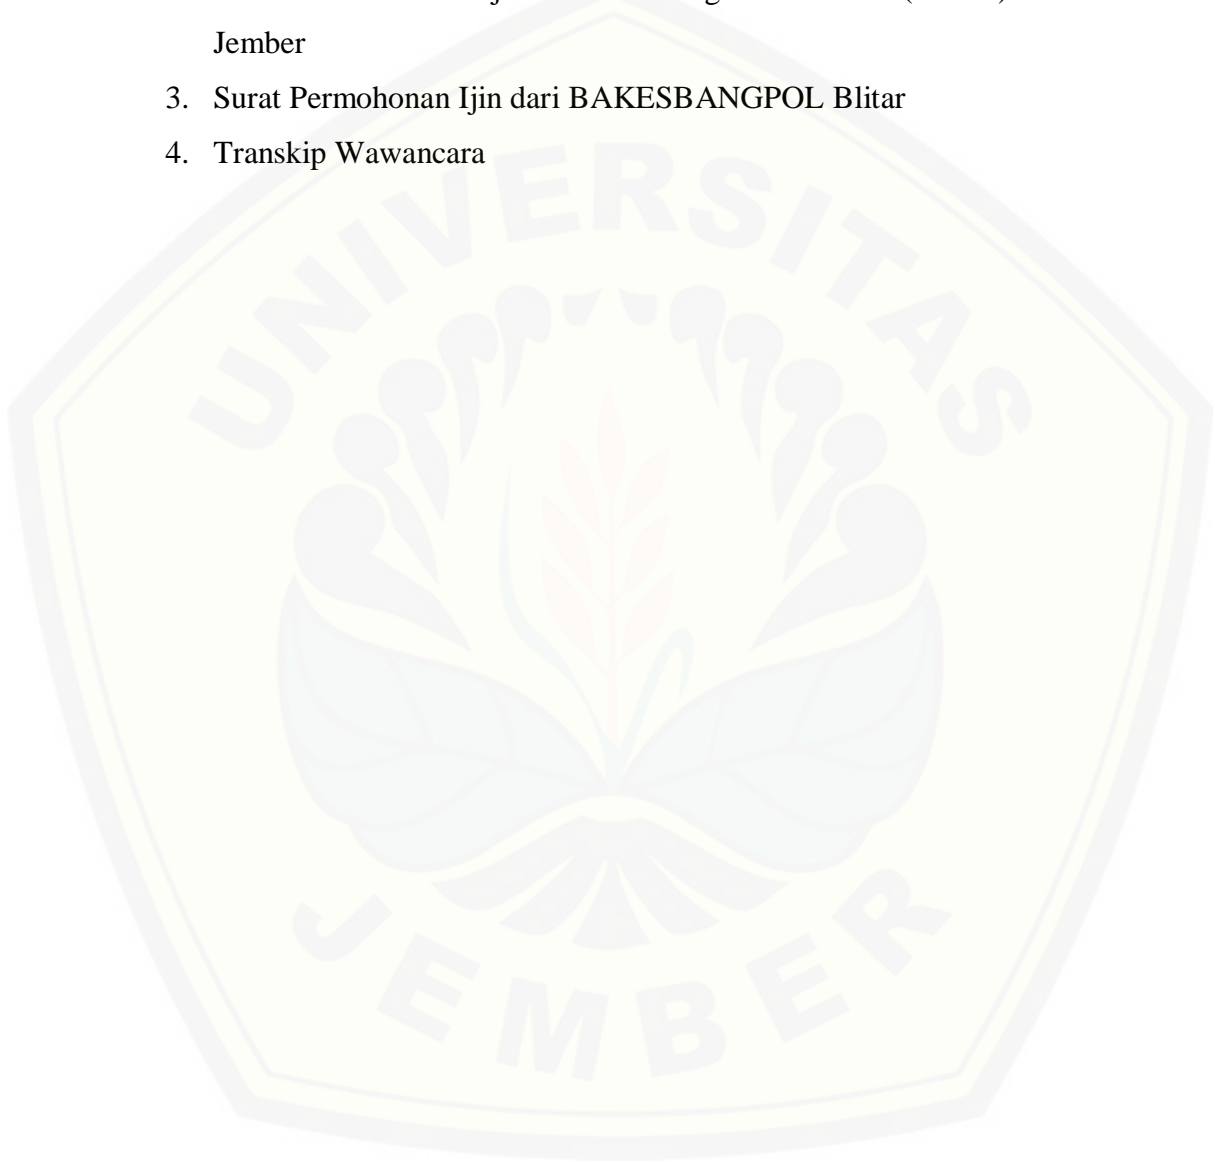 Jember
3. Surat Permohonan Ijin dari BAKESBANGPOL Blitar
4. Transkip Wawancara
UNIVERSITAS
JEMBER